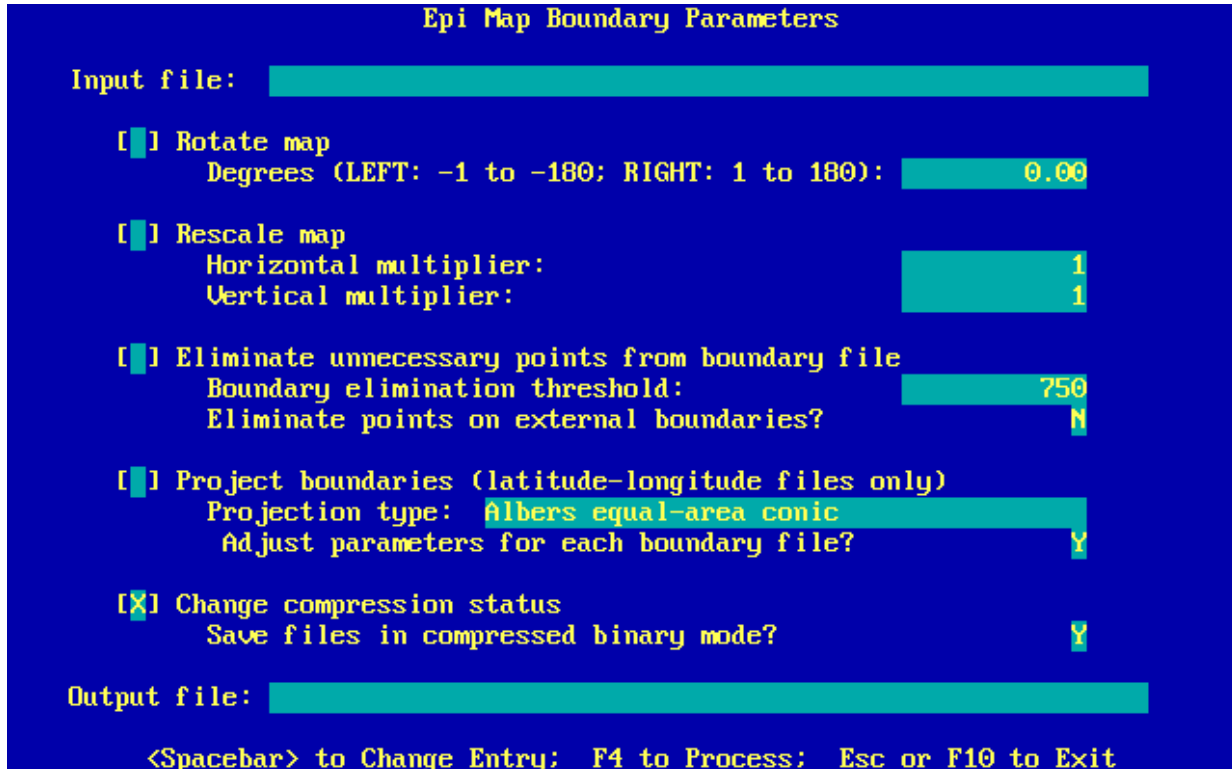 Epi Map Boundary Parameters
Input file:
[ ] Rotate map
Degrees (LEFT: -1 to -180; RIGHT: 1 to 180): 0.00
[ ] Rescale map
Horizontal multiplier: 1
Vertical multiplier: 1
[ ] Eliminate unnecessary points from boundary file
Boundary elimination threshold: 750
Eliminate points on external boundaries? N
[ ] Project boundaries (latitude-longitude files only)
Projection type: Albers equal-area conic
Adjust parameters for each boundary file? Y
[X] Change compression status
Save files in compressed binary mode? Y
Output file:
<Spacebar> to Change Entry; F4 to Process; Esc or F10 to Exit